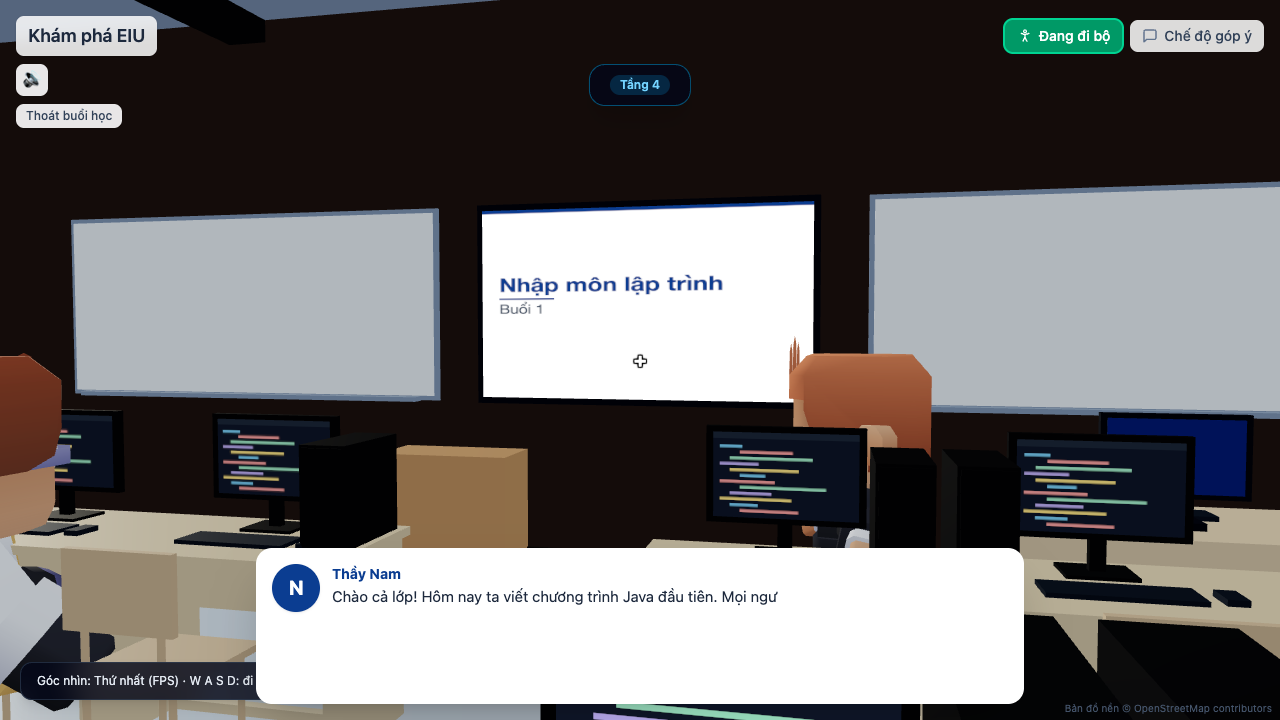 Khám phá EIU
Đang đi bộ
Chế độ góp ý
Tầng 4
Thoát buổi học
Nhập môn lập trình
Buổi 1
N
Thầy Nam
Chào cả lớp! Hôm nay ta viết chương trình Java đầu tiên. Mọi ngư
Góc nhìn: Thứ nhất (FPS) · W A S D: đi
Bản đồ nền © OpenStreetMap contributors